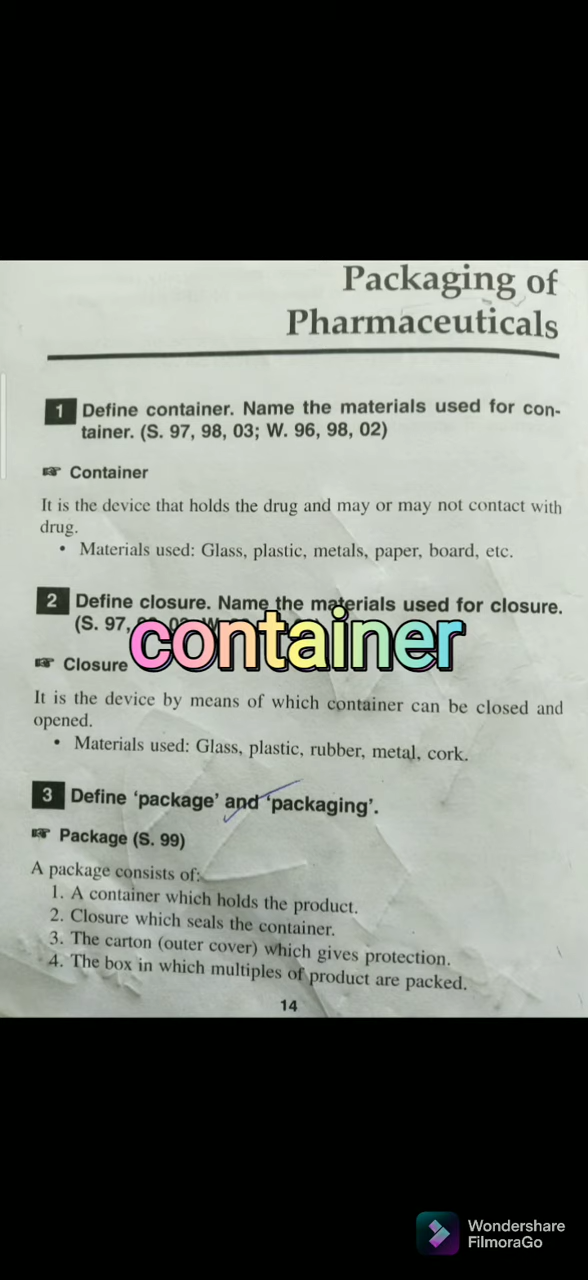 Packaging of
Pharmaceuticals
1 Define container. Name the materials used for con-
tainer. (S. 97, 98, 03; W. 96, 98, 02)
☞ Container
It is the device that holds the drug and may or may not contact with
drug.
• Materials used: Glass, plastic, metals, paper, board, etc.
2 Define closure. Name the materials used for closure.
(S. 97,
container
☞ Closure
It is the device by means of which container can be closed and
opened.
• Materials used: Glass, plastic, rubber, metal, cork.
3 Define ‘package’ and ‘packaging’.
☞ Package (S. 99)
A package consists of:
1. A container which holds the product.
2. Closure which seals the container.
3. The carton (outer cover) which gives protection.
4. The box in which multiples of product are packed.
14
Wondershare
FilmoraGo